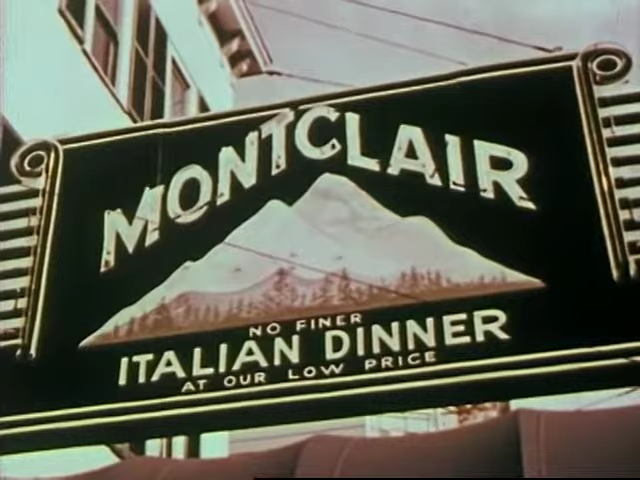 MONTCLAIR
NO FINER
ITALIAN DINNER
AT OUR LOW PRICE